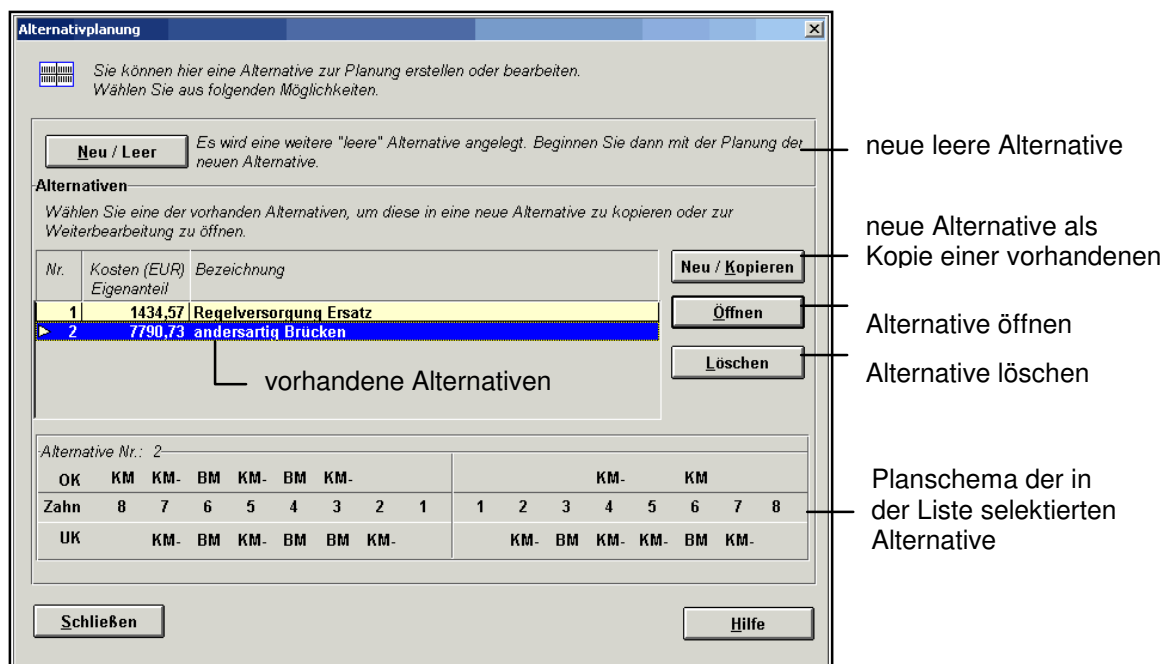 Alternativplanung
Sie können hier eine Alternative zur Planung erstellen oder bearbeiten.
Wählen Sie aus folgenden Möglichkeiten.
Neu / Leer
Es wird eine weitere "leere" Alternative angelegt. Beginnen Sie dann mit der Planung der
neuen Alternative.
neue leere Alternative
Alternativen
Wählen Sie eine der vorhanden Alternativen, um diese in eine neue Alternative zu kopieren oder zur
Weiterbearbeitung zu öffnen.
neue Alternative als
Kopie einer vorhandenen
Nr. Kosten (EUR) Bezeichnung
Eigenanteil
Neu / Kopieren
1 1434,57 Regelversorgung Ersatz
2 7790,73 andersartig Brücken
Öffnen
Alternative öffnen
Löschen
Alternative löschen
vorhandene Alternativen
Alternative Nr.: 2
OK KM KM- BM KM- BM KM- KM- KM
Zahn 8 7 6 5 4 3 2 1 1 2 3 4 5 6 7 8
UK KM- BM KM- BM BM KM- KM- BM KM- KM- BM KM-
Planschema der in
der Liste selektierten
Alternative
Schließen
Hilfe